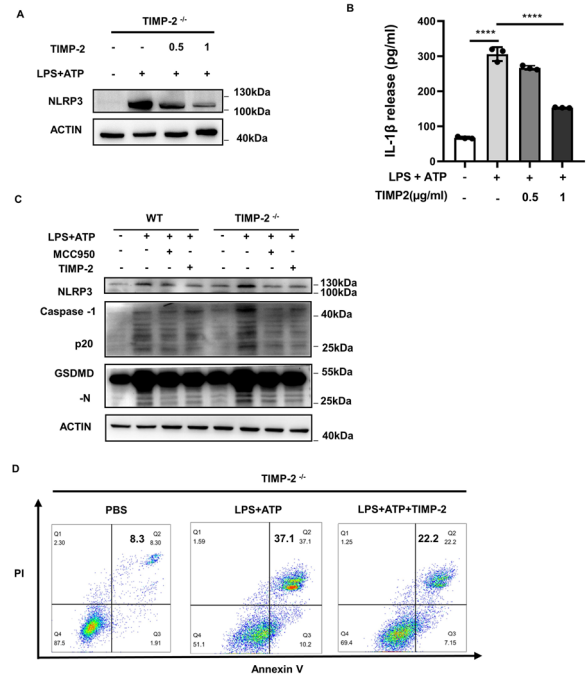 A
TIMP-2 -/-
TIMP-2 - - 0.5 1
LPS+ATP - + + +
NLRP3
130kDa
100kDa
ACTIN
40kDa
B
IL-1β release (pg/ml)
400
300
200
100
0
**** ****
LPS + ATP - + + +
TIMP2(μg/ml) - - 0.5 1
C
WT TIMP-2 -/-
LPS+ATP - + + + - + + +
MCC950 - - + - - - + -
TIMP-2 - - - + - - - +
NLRP3
130kDa
100kDa
Caspase -1
40kDa
p20
25kDa
GSDMD
55kDa
-N
25kDa
ACTIN
40kDa
D
TIMP-2 -/-
PBS LPS+ATP LPS+ATP+TIMP-2
PI
Q1
2.30
8.3
Q2
8.30
Q4
87.5
Q3
1.91
Q1
1.59
37.1
Q2
37.1
Q4
51.1
Q3
10.2
Q1
1.25
22.2
Q2
22.2
Q4
69.4
Q3
7.15
Annexin V